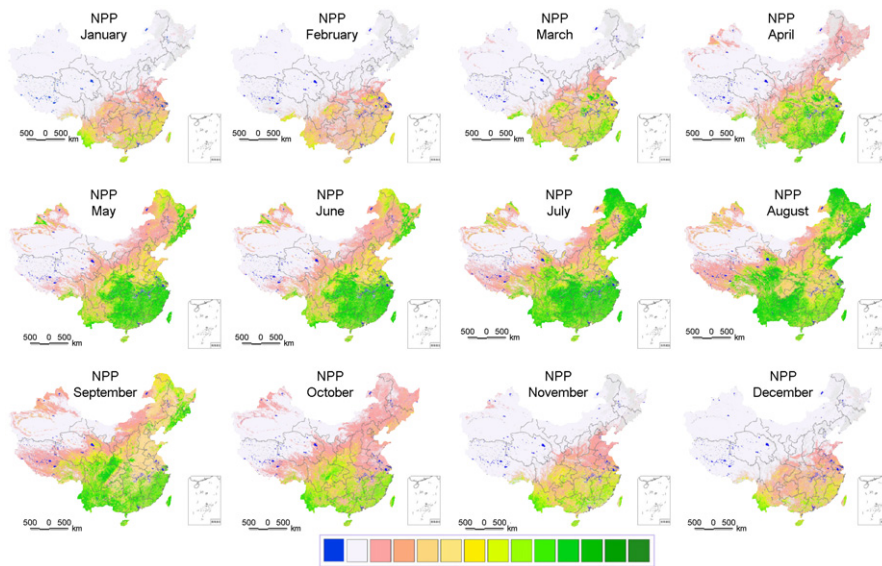 NPP
January
500 0 500
km
NPP
February
500 0 500
km
NPP
March
500 0 500
km
NPP
April
500 0 500
km
NPP
May
500 0 500
km
NPP
June
500 0 500
km
NPP
July
500 0 500
km
NPP
August
500 0 500
km
NPP
September
500 0 500
km
NPP
October
500 0 500
km
NPP
November
500 0 500
km
NPP
December
500 0 500
km